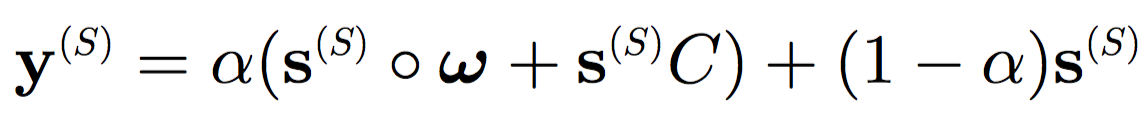 𝐲^(S) = α(𝐬^(S) ∘ 𝛚 + 𝐬^(S)C) + (1 − α)𝐬^(S)